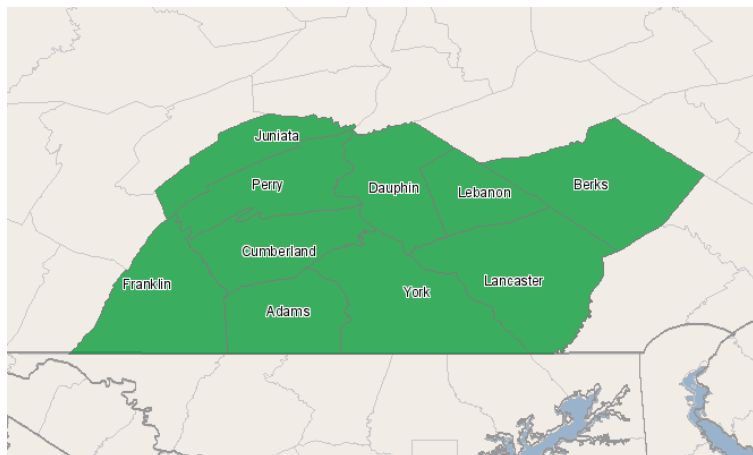 Juniata
Perry
Dauphin
Lebanon
Berks
Cumberland
Franklin
Adams
York
Lancaster